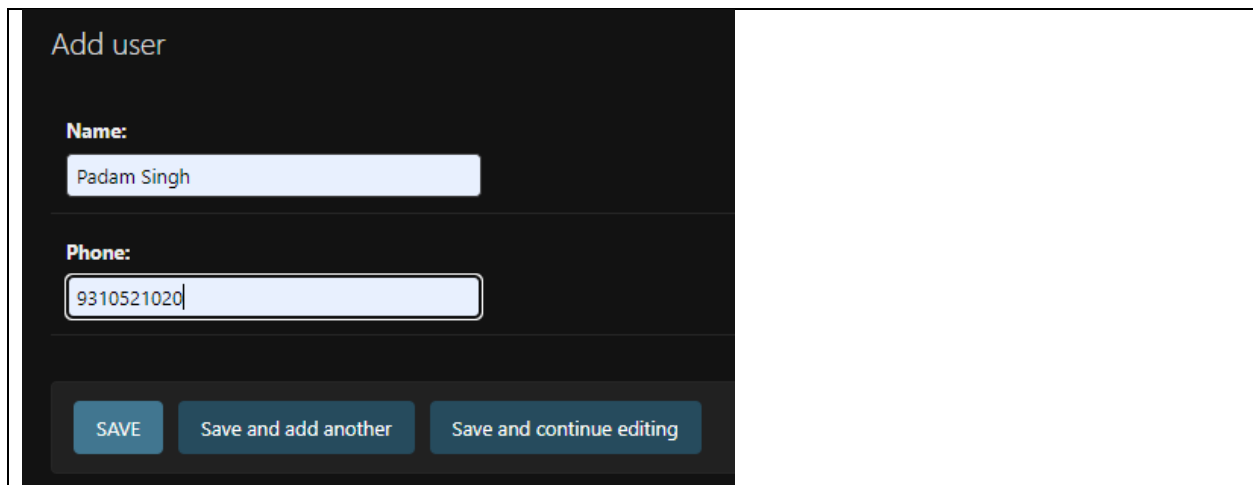 Add user
Name:
Padam Singh
Phone:
9310521020
SAVE Save and add another Save and continue editing